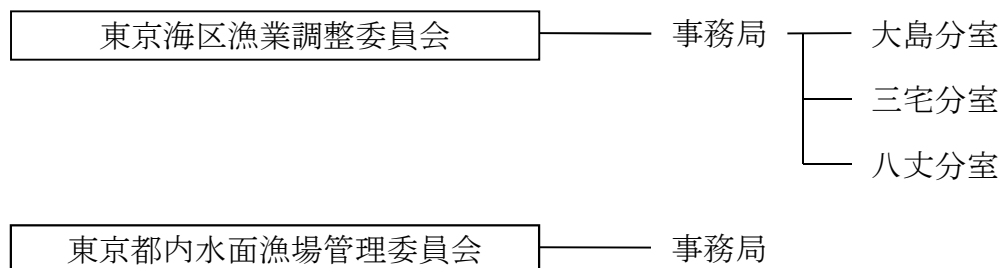 東京海区漁業調整委員会 事務局 大島分室
三宅分室
八丈分室
東京都内水面漁場管理委員会 事務局